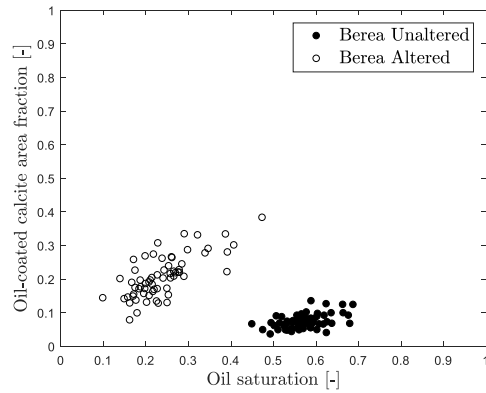 Berea Unaltered
Berea Altered
Oil-coated calcite area fraction [-]
1
0.9
0.8
0.7
0.6
0.5
0.4
0.3
0.2
0.1
0
0 0.1 0.2 0.3 0.4 0.5 0.6 0.7 0.8 0.9 1
Oil saturation [-]